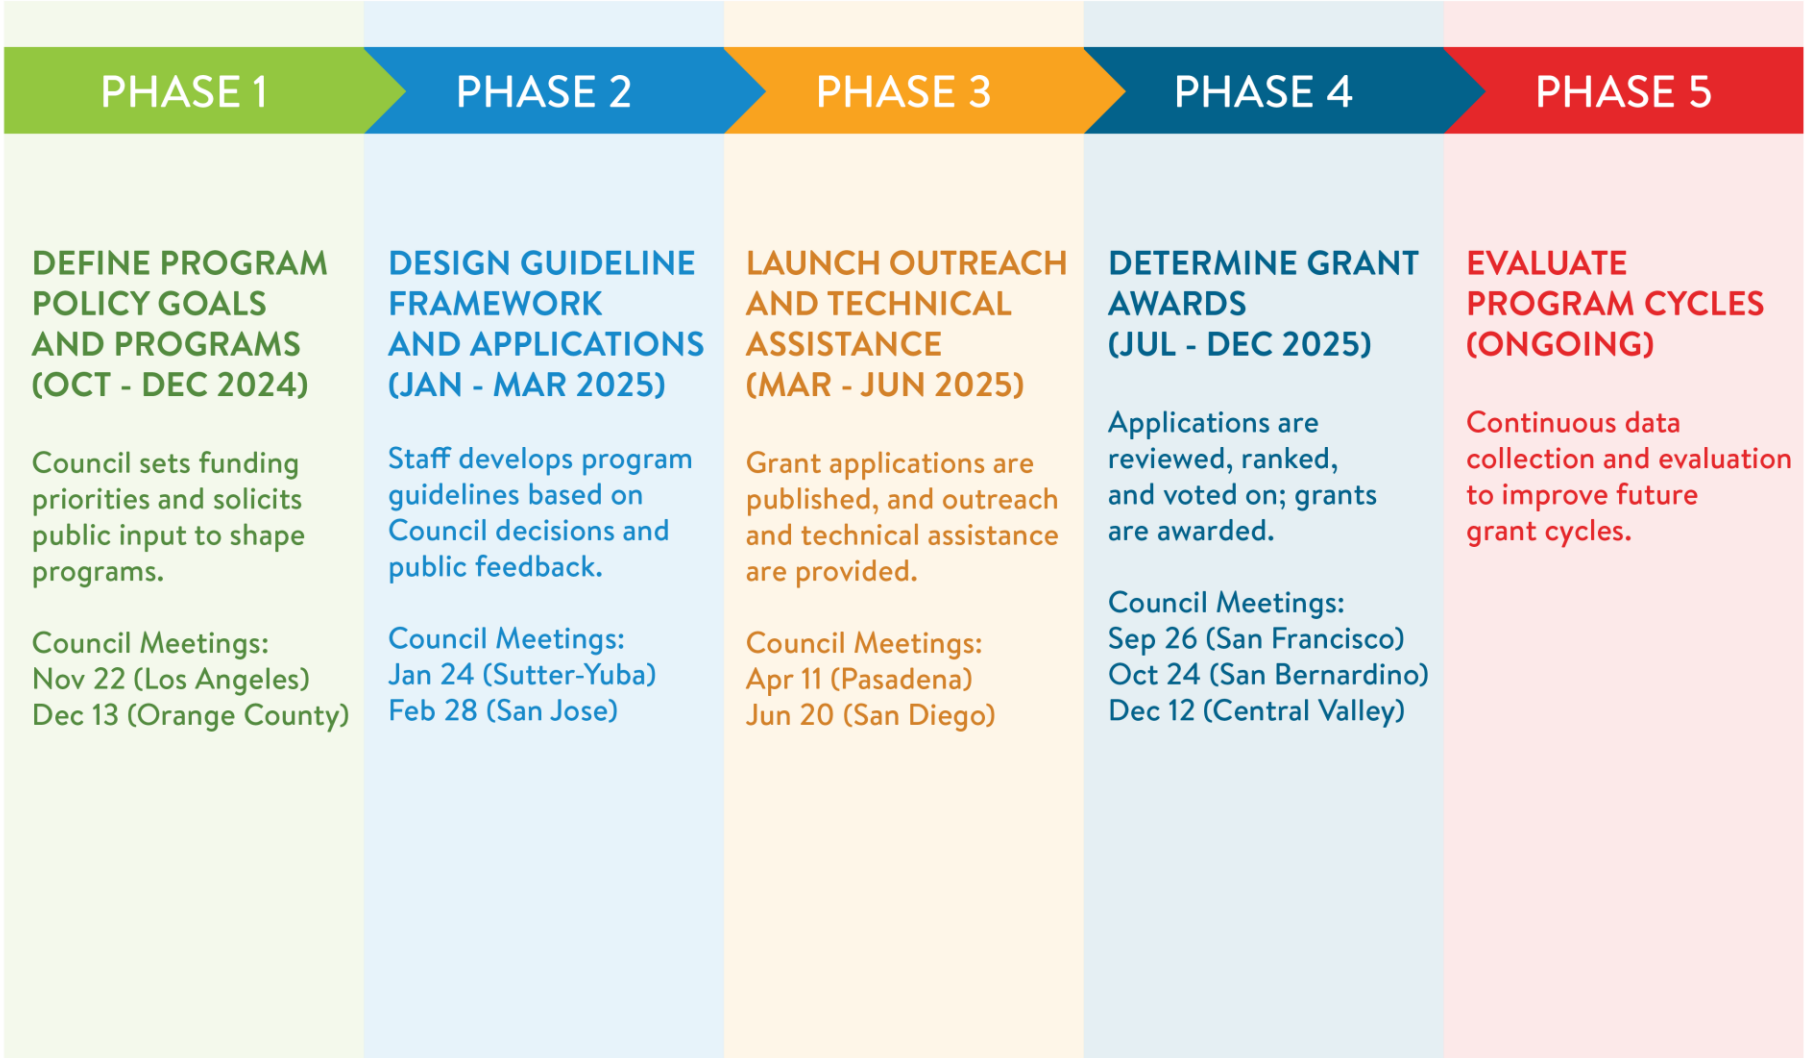 PHASE 1
PHASE 2
PHASE 3
PHASE 4
PHASE 5
DEFINE PROGRAM
POLICY GOALS
AND PROGRAMS
(OCT - DEC 2024)
Council sets funding
priorities and solicits
public input to shape
programs.
Council Meetings:
Nov 22 (Los Angeles)
Dec 13 (Orange County)
DESIGN GUIDELINE
FRAMEWORK
AND APPLICATIONS
(JAN - MAR 2025)
Staff develops program
guidelines based on
Council decisions and
public feedback.
Council Meetings:
Jan 24 (Sutter-Yuba)
Feb 28 (San Jose)
LAUNCH OUTREACH
AND TECHNICAL
ASSISTANCE
(MAR - JUN 2025)
Grant applications are
published, and outreach
and technical assistance
are provided.
Council Meetings:
Apr 11 (Pasadena)
Jun 20 (San Diego)
DETERMINE GRANT
AWARDS
(JUL - DEC 2025)
Applications are
reviewed, ranked,
and voted on; grants
are awarded.
Council Meetings:
Sep 26 (San Francisco)
Oct 24 (San Bernardino)
Dec 12 (Central Valley)
EVALUATE
PROGRAM CYCLES
(ONGOING)
Continuous data
collection and evaluation
to improve future
grant cycles.